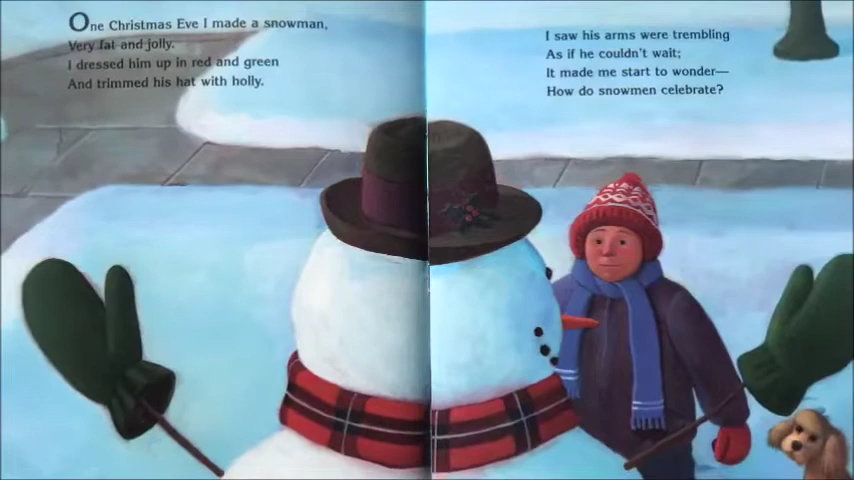 One Christmas Eve I made a snowman,
Very fat and jolly.
I dressed him up in red and green
And trimmed his hat with holly.
I saw his arms were trembling
As if he couldn't wait;
It made me start to wonder—
How do snowmen celebrate?